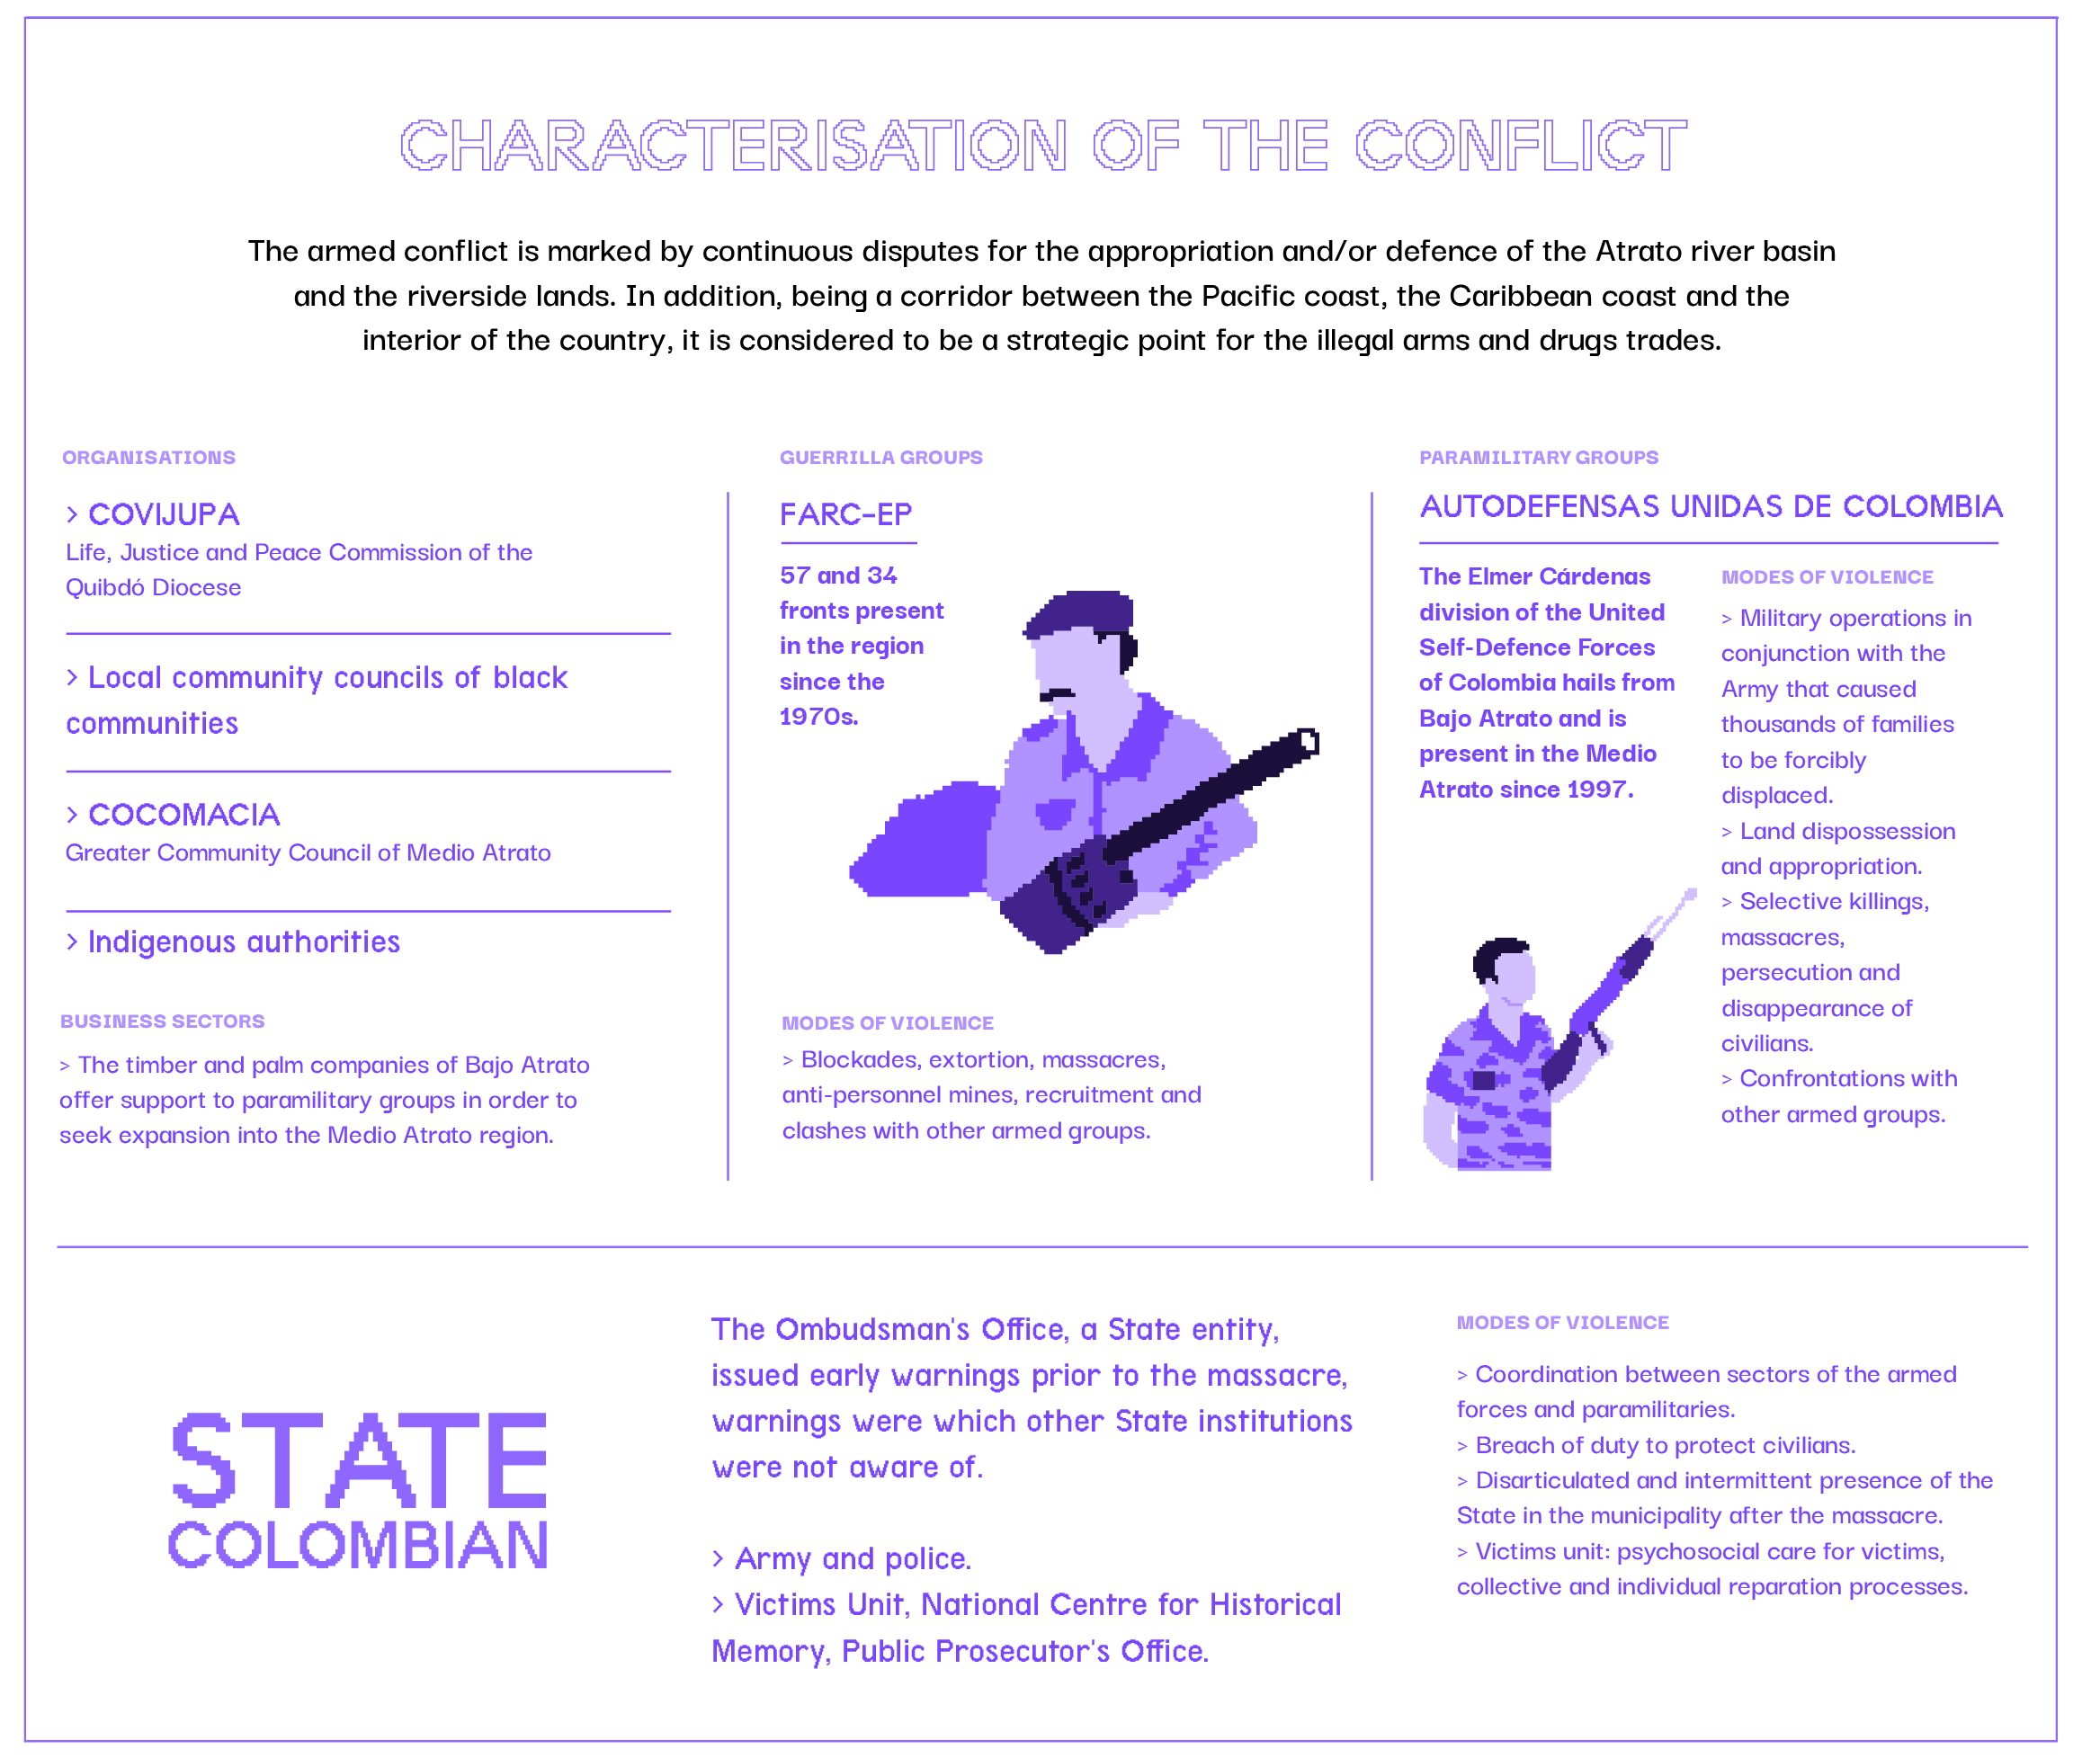 CHARACTERISATION OF THE CONFLICT
The armed conflict is marked by continuous disputes for the appropriation and/or defence of the Atrato river basin
and the riverside lands. In addition, being a corridor between the Pacific coast, the Caribbean coast and the
interior of the country, it is considered to be a strategic point for the illegal arms and drugs trades.
ORGANISATIONS
> COVIJUPA
Life, Justice and Peace Commission of the
Quibdó Diocese
> Local community councils of black
communities
> COCOMACIA
Greater Community Council of Medio Atrato
> Indigenous authorities
BUSINESS SECTORS
> The timber and palm companies of Bajo Atrato
offer support to paramilitary groups in order to
seek expansion into the Medio Atrato region.
GUERRILLA GROUPS
FARC-EP
57 and 34
fronts present
in the region
since the
1970s.
MODES OF VIOLENCE
> Blockades, extortion, massacres,
anti-personnel mines, recruitment and
clashes with other armed groups.
PARAMILITARY GROUPS
AUTODEFENSAS UNIDAS DE COLOMBIA
The Elmer Cárdenas
division of the United
Self-Defence Forces
of Colombia hails from
Bajo Atrato and is
present in the Medio
Atrato since 1997.
MODES OF VIOLENCE
> Military operations in
conjunction with the
Army that caused
thousands of families
to be forcibly
displaced.
> Land dispossession
and appropriation.
> Selective killings,
massacres,
persecution and
disappearance of
civilians.
> Confrontations with
other armed groups.
STATE
COLOMBIAN
The Ombudsman's Office, a State entity,
issued early warnings prior to the massacre,
warnings were which other State institutions
were not aware of.
> Army and police.
> Victims Unit, National Centre for Historical
Memory, Public Prosecutor's Office.
MODES OF VIOLENCE
> Coordination between sectors of the armed
forces and paramilitaries.
> Breach of duty to protect civilians.
> Disarticulated and intermittent presence of the
State in the municipality after the massacre.
> Victims unit: psychosocial care for victims,
collective and individual reparation processes.